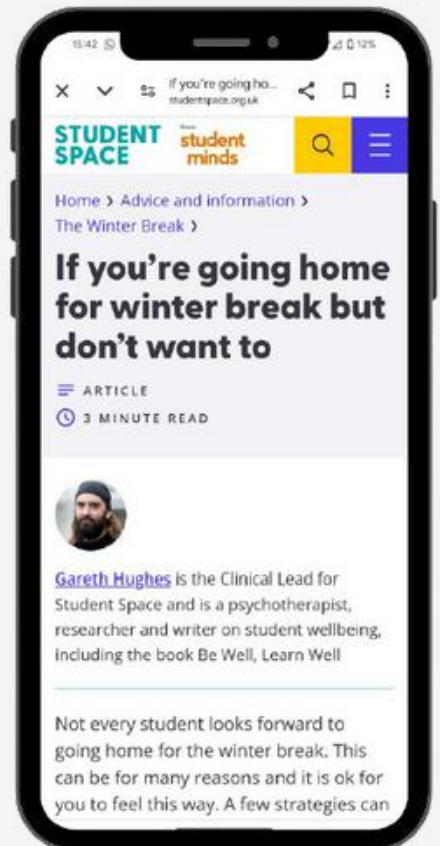 15:42
12%
If you're going ho...
studentspace.org.uk
STUDENT
SPACE
student
minds
Home > Advice and information >
The Winter Break >
If you're going home
for winter break but
don't want to
ARTICLE
3 MINUTE READ
Gareth Hughes is the Clinical Lead for
Student Space and is a psychotherapist,
researcher and writer on student wellbeing,
including the book Be Well, Learn Well
Not every student looks forward to
going home for the winter break. This
can be for many reasons and it is ok for
you to feel this way. A few strategies can